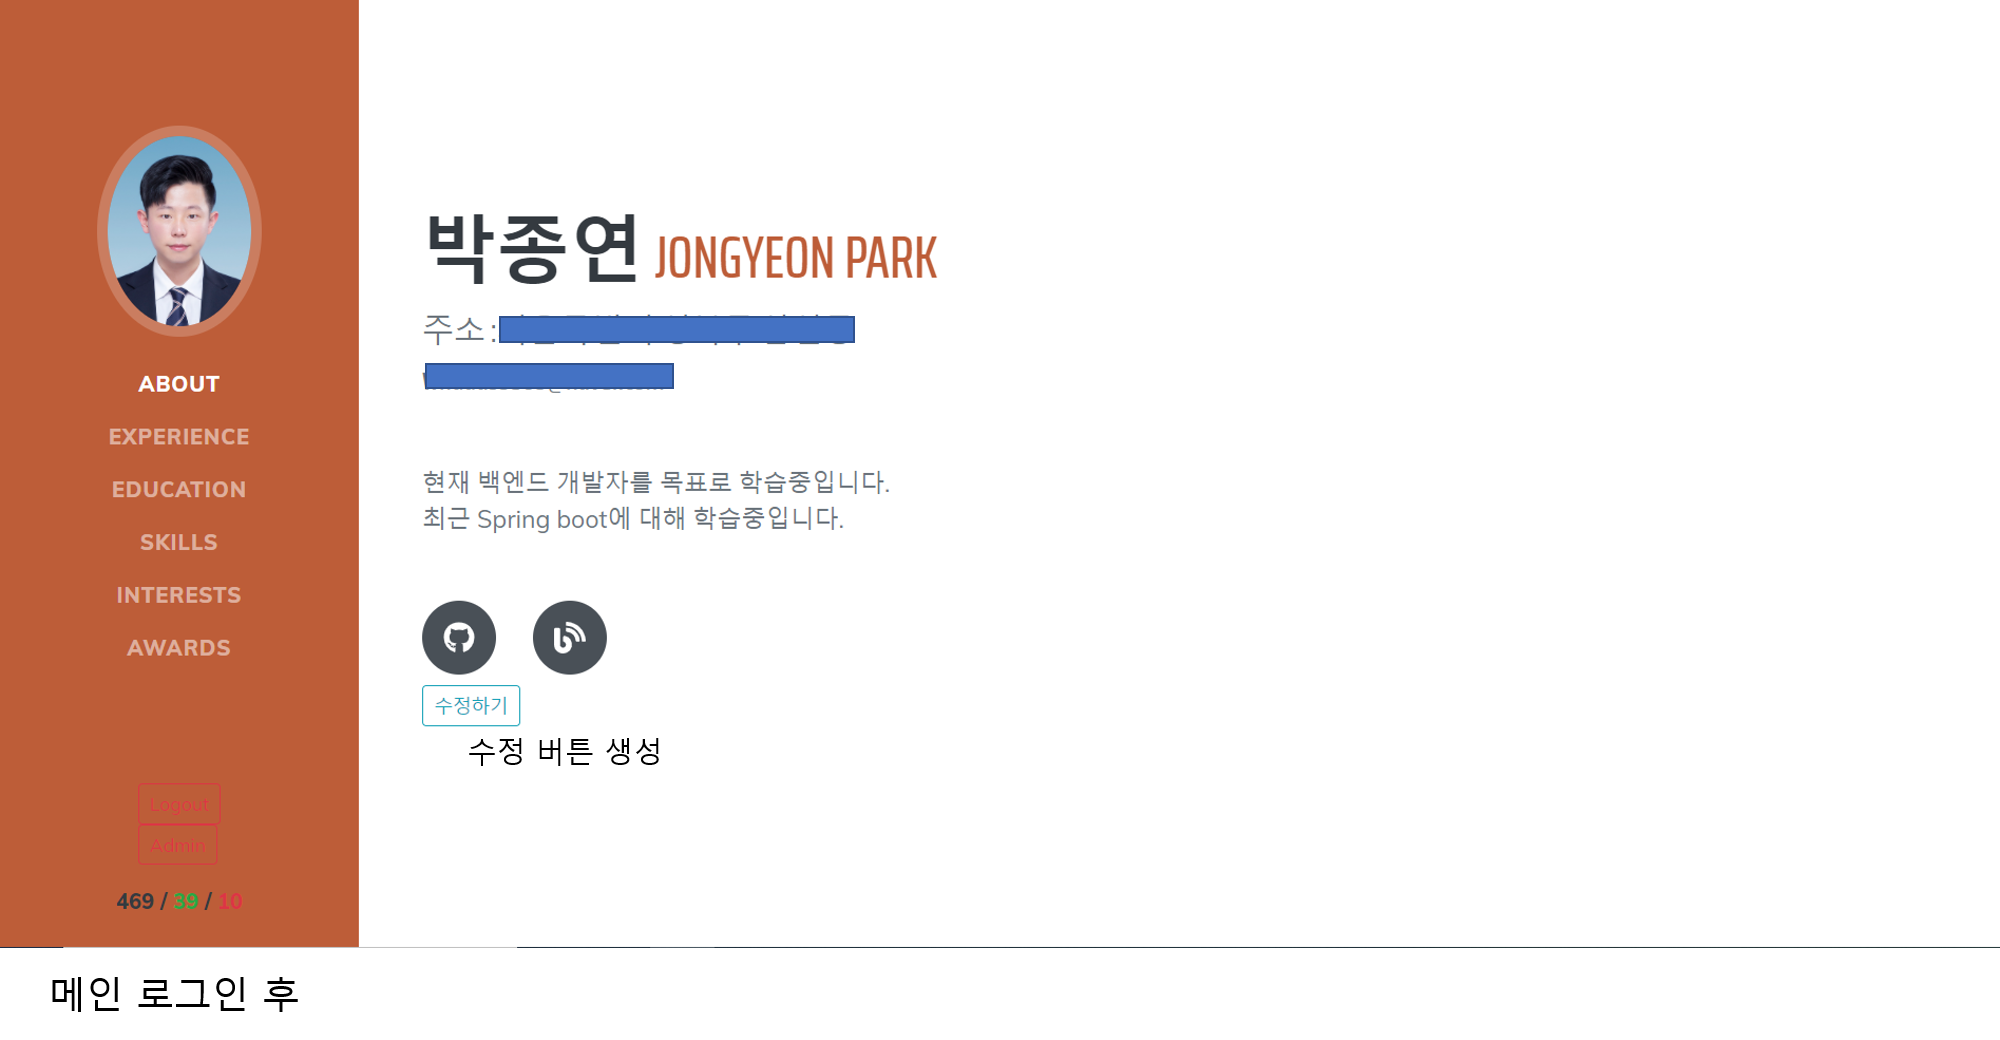 ABOUT
EXPERIENCE
EDUCATION
SKILLS
INTERESTS
AWARDS
Logout
Admin
469 / 39 / 10
박종연 JONGYEON PARK
주소:
현재 백엔드 개발자를 목표로 학습중입니다.
최근 Spring boot에 대해 학습중입니다.
수정하기
수정 버튼 생성
메인 로그인 후